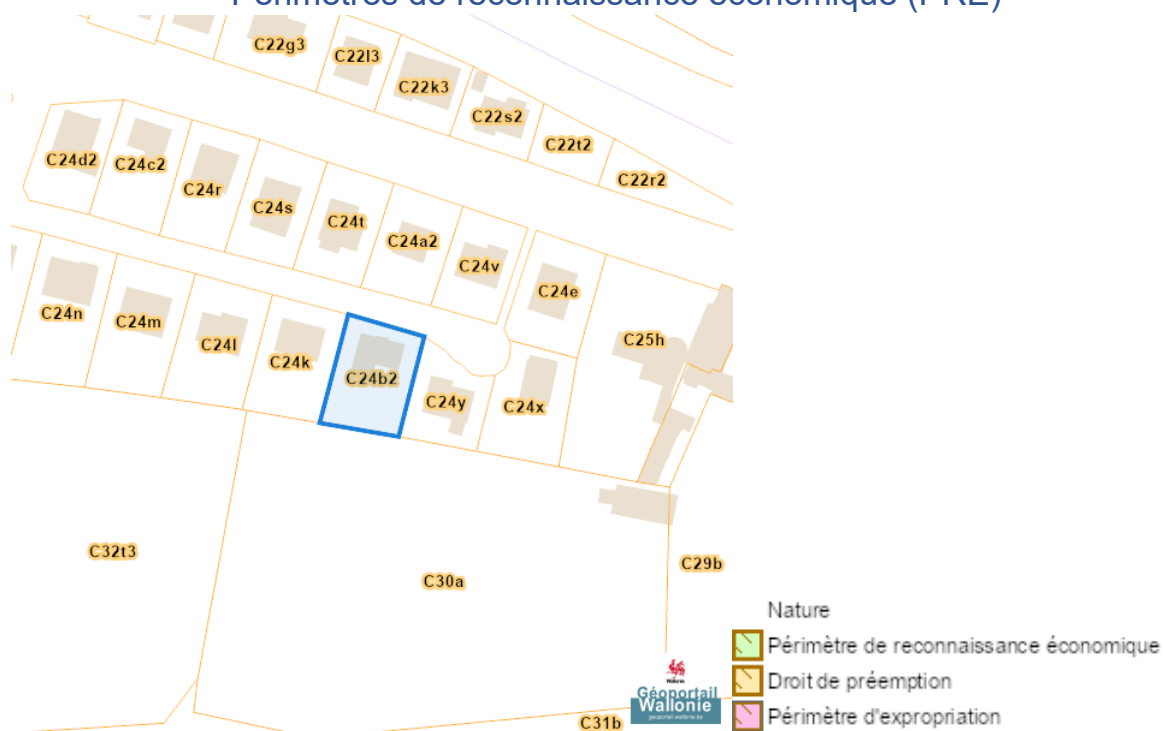 Périmètres de reconnaissance économique (PRE)
C22g3
C22l3
C22k3
C22s2
C22t2
C22r2
C24d2
C24c2
C24r
C24s
C24t
C24a2
C24v
C24e
C24n
C24m
C24l
C24k
C24b2
C24y
C24x
C25h
C32t3
C30a
C29b
C31b
Wallonie
Géoportail
Wallonie
geoportail.wallonie.be
Nature
Périmètre de reconnaissance économique
Droit de préemption
Périmètre d'expropriation